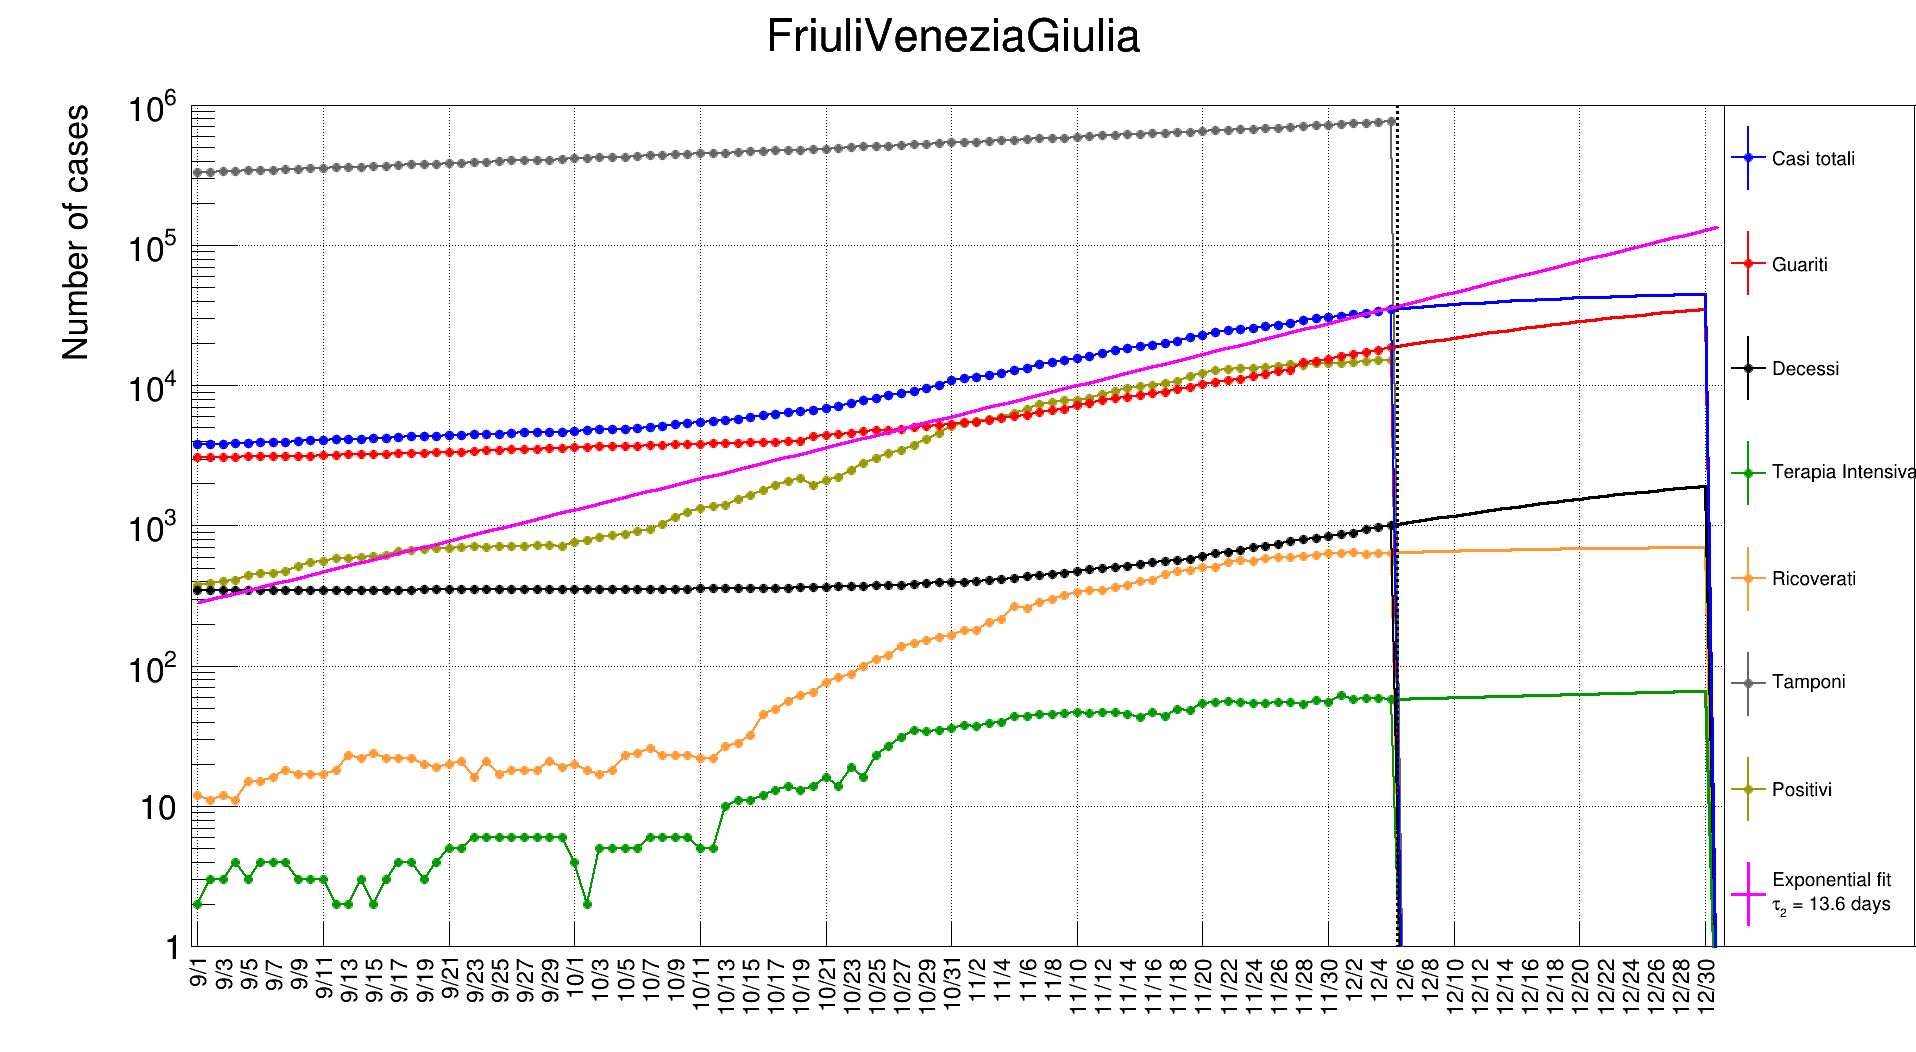 FriuliVeneziaGiulia
Number of cases
10^6
10^5
10^4
10^3
10^2
10
1
9/1 9/3 9/5 9/7 9/9 9/11 9/13 9/15 9/17 9/19 9/21 9/23 9/25 9/27 9/29 10/1 10/3 10/5 10/7 10/9 10/11 10/13 10/15 10/17 10/19 10/21 10/23 10/25 10/27 10/29 10/31 11/2 11/4 11/6 11/8 11/10 11/12 11/14 11/16 11/18 11/20 11/22 11/24 11/26 11/28 11/30 12/2 12/4 12/6 12/8 12/10 12/12 12/14 12/16 12/18 12/20 12/22 12/24 12/26 12/28 12/30
Casi totali
Guariti
Decessi
Terapia Intensiva
Ricoverati
Tamponi
Positivi
Exponential fit
τ_2 = 13.6 days